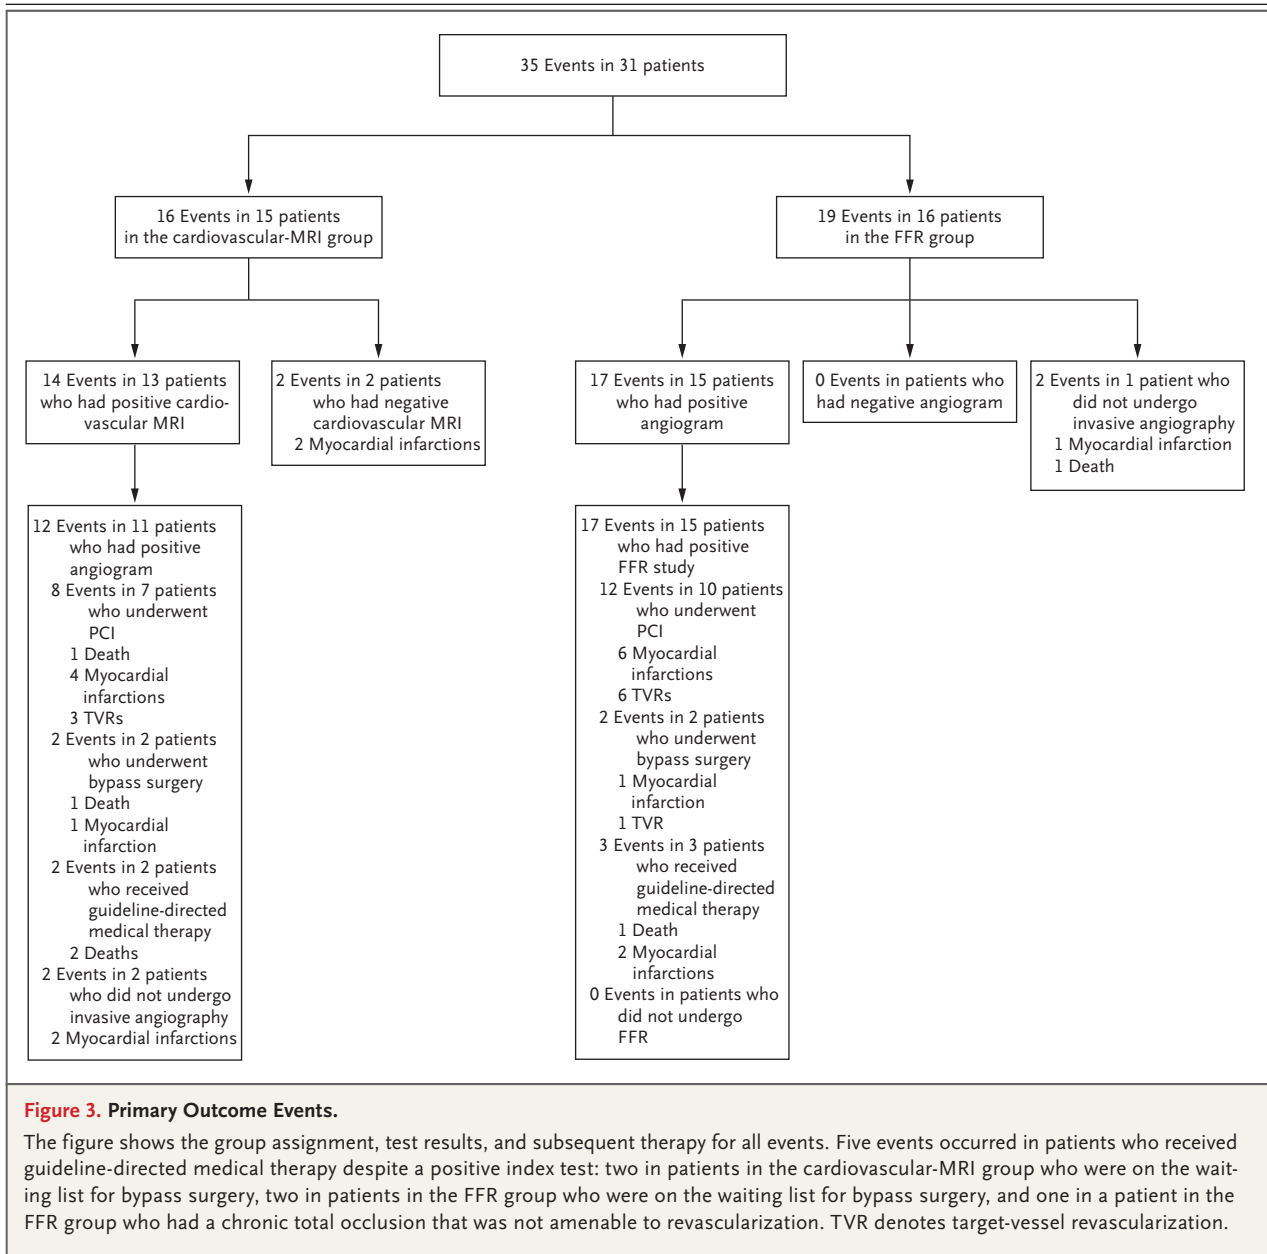 35 Events in 31 patients
16 Events in 15 patients
in the cardiovascular-MRI group
19 Events in 16 patients
in the FFR group
14 Events in 13 patients
who had positive cardio-
vascular MRI
2 Events in 2 patients
who had negative
cardiovascular MRI
2 Myocardial infarctions
17 Events in 15 patients
who had positive
angiogram
0 Events in patients who
had negative angiogram
2 Events in 1 patient who
did not undergo
invasive angiography
1 Myocardial infarction
1 Death
12 Events in 11 patients
who had positive
angiogram
8 Events in 7 patients
who underwent
PCI
1 Death
4 Myocardial
infarctions
3 TVRs
2 Events in 2 patients
who underwent
bypass surgery
1 Death
1 Myocardial
infarction
2 Events in 2 patients
who received
guideline-directed
medical therapy
2 Deaths
2 Events in 2 patients
who did not undergo
invasive angiography
2 Myocardial infarctions
17 Events in 15 patients
who had positive
FFR study
12 Events in 10 patients
who underwent
PCI
6 Myocardial
infarctions
6 TVRs
2 Events in 2 patients
who underwent
bypass surgery
1 Myocardial
infarction
1 TVR
3 Events in 3 patients
who received
guideline-directed
medical therapy
1 Death
2 Myocardial
infarctions
0 Events in patients who
did not undergo
FFR
Figure 3. Primary Outcome Events.
The figure shows the group assignment, test results, and subsequent therapy for all events. Five events occurred in patients who received
guideline-directed medical therapy despite a positive index test: two in patients in the cardiovascular-MRI group who were on the wait-
ing list for bypass surgery, two in patients in the FFR group who were on the waiting list for bypass surgery, and one in a patient in the
FFR group who had a chronic total occlusion that was not amenable to revascularization. TVR denotes target-vessel revascularization.